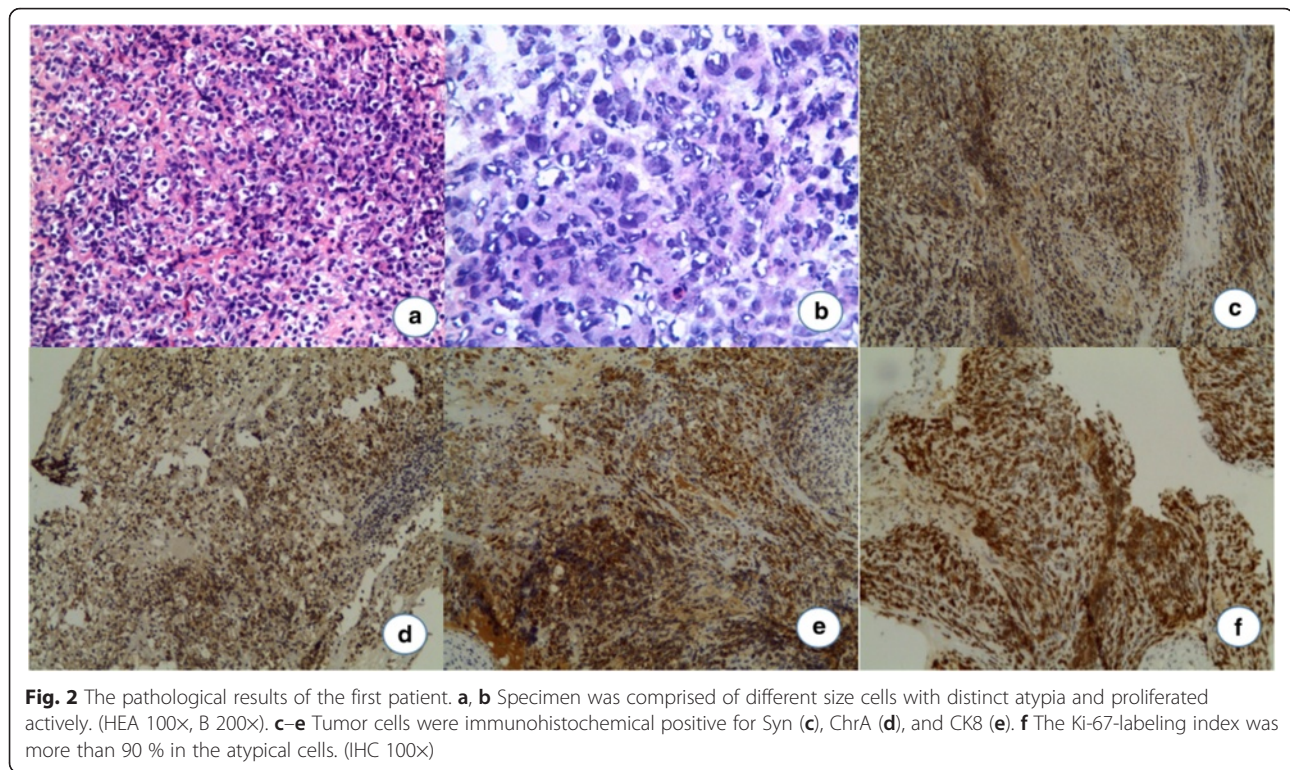 a
b
c
d
e
f
Fig. 2 The pathological results of the first patient. a, b Specimen was comprised of different size cells with distinct atypia and proliferated
actively. (HEA 100×, B 200×). c–e Tumor cells were immunohistochemical positive for Syn (c), ChrA (d), and CK8 (e). f The Ki-67-labeling index was
more than 90 % in the atypical cells. (IHC 100×)